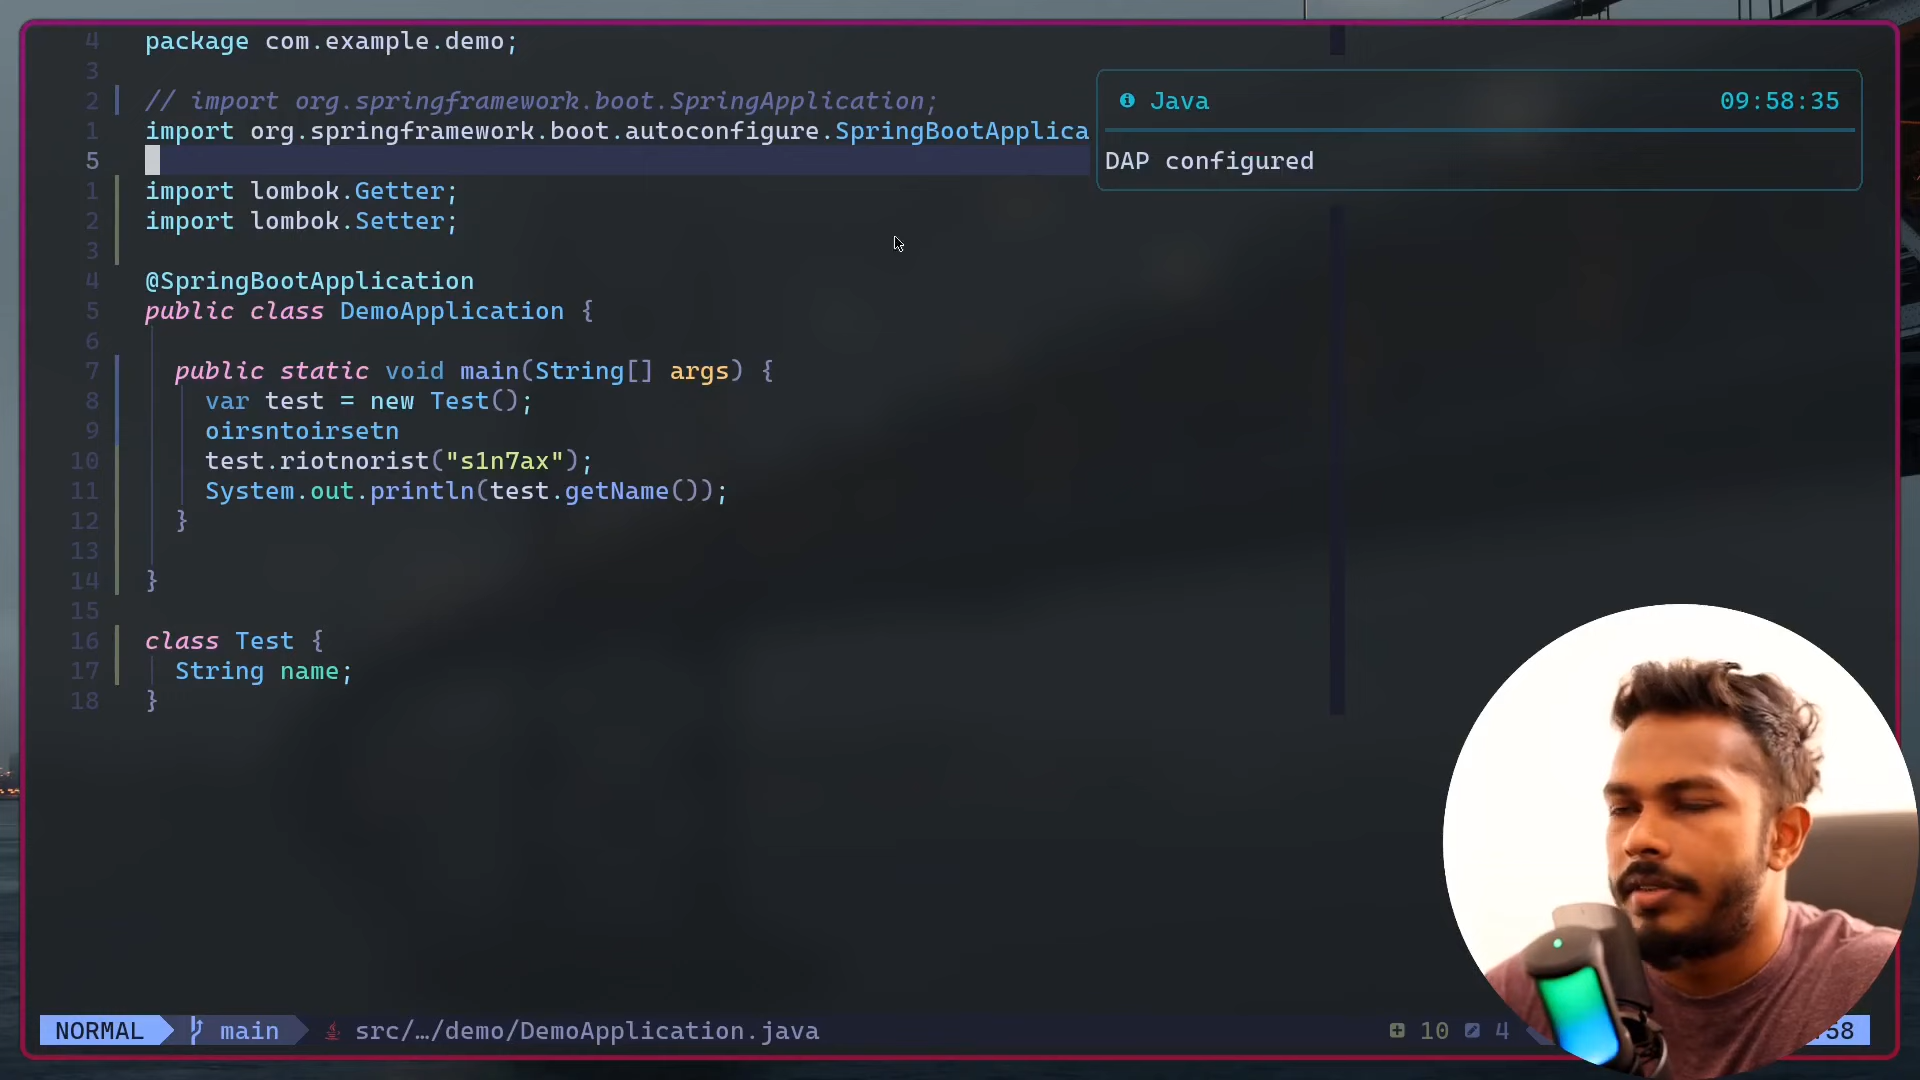 4 package com.example.demo;
3
2 // import org.springframework.boot.SpringApplication;
1 import org.springframework.boot.autoconfigure.SpringBootApplica
5
1 import lombok.Getter;
2 import lombok.Setter;
3
4 @SpringBootApplication
5 public class DemoApplication {
6
7 public static void main(String[] args) {
8 var test = new Test();
9 oirsntoirsetn
10 test.riotnorist("s1n7ax");
11 System.out.println(test.getName());
12 }
13
14 }
15
16 class Test {
17 String name;
18 }
Java 09:58:35
DAP configured
NORMAL main src/…/demo/DemoApplication.java 10 4 :58